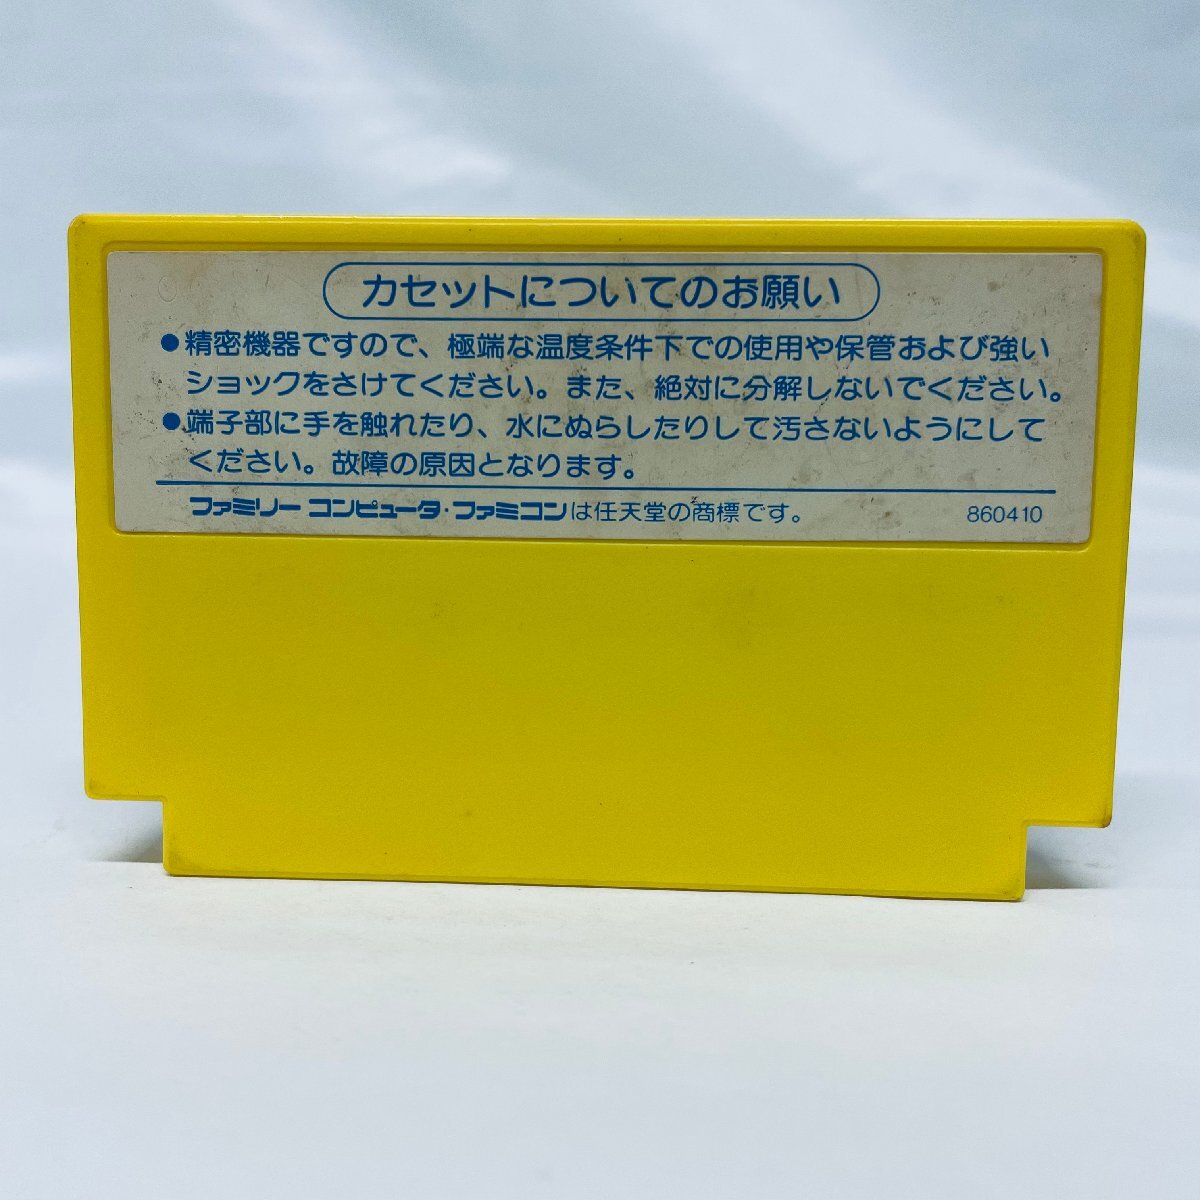 カセットについてのお願い
●精密機器ですので、極端な温度条件下での使用や保管および強い
ショックをさけてください。また、絶対に分解しないでください。
●端子部に手を触れたり、水にぬらしたりして汚さないようにして
ください。故障の原因となります。
ファミリー コンピュータ・ファミコンは任天堂の商標です。 860410